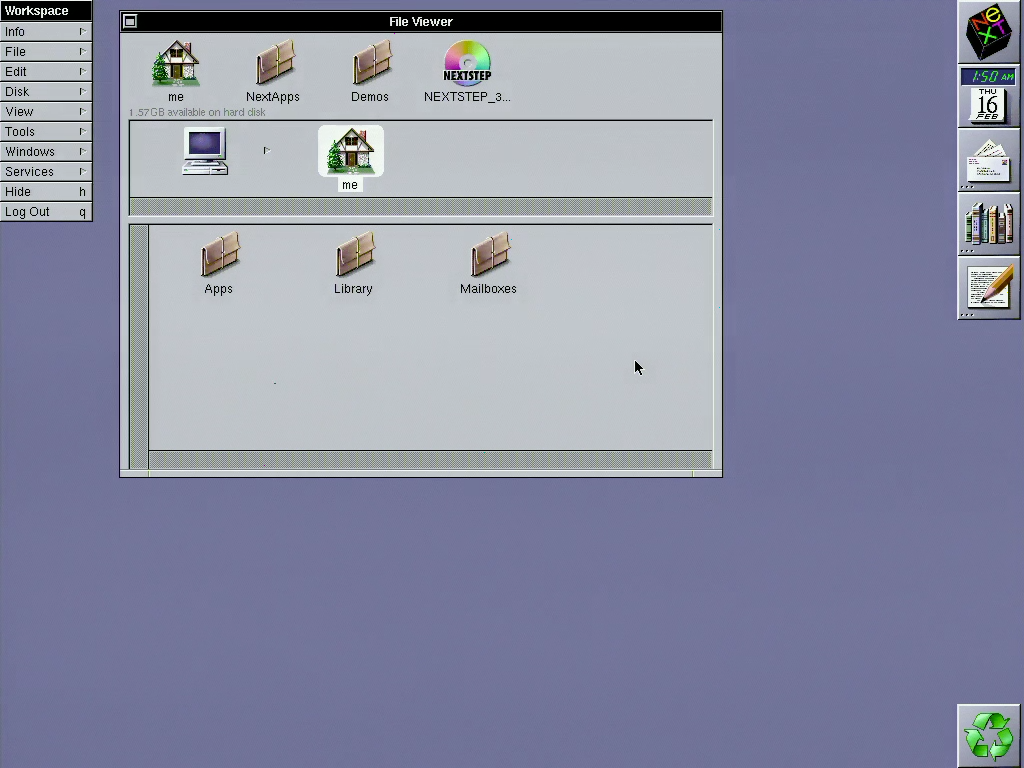 Workspace
Info
File
Edit
Disk
View
Tools
Windows
Services
Hide h
Log Out q
File Viewer
me
NextApps
Demos
NEXTSTEP
NEXTSTEP_3...
1.57GB available on hard disk
me
Apps
Library
Mailboxes
NeXT
1:50 AM
THU
16
FEB